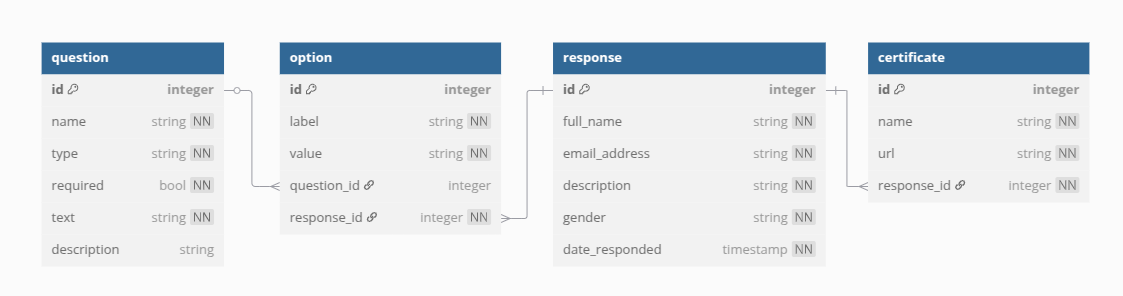 question
id integer
name string NN
type string NN
required bool NN
text string NN
description string
option
id integer
label string NN
value string NN
question_id integer
response_id integer NN
response
id integer
full_name string NN
email_address string NN
description string NN
gender string NN
date_responded timestamp NN
certificate
id integer
name string NN
url string NN
response_id integer NN